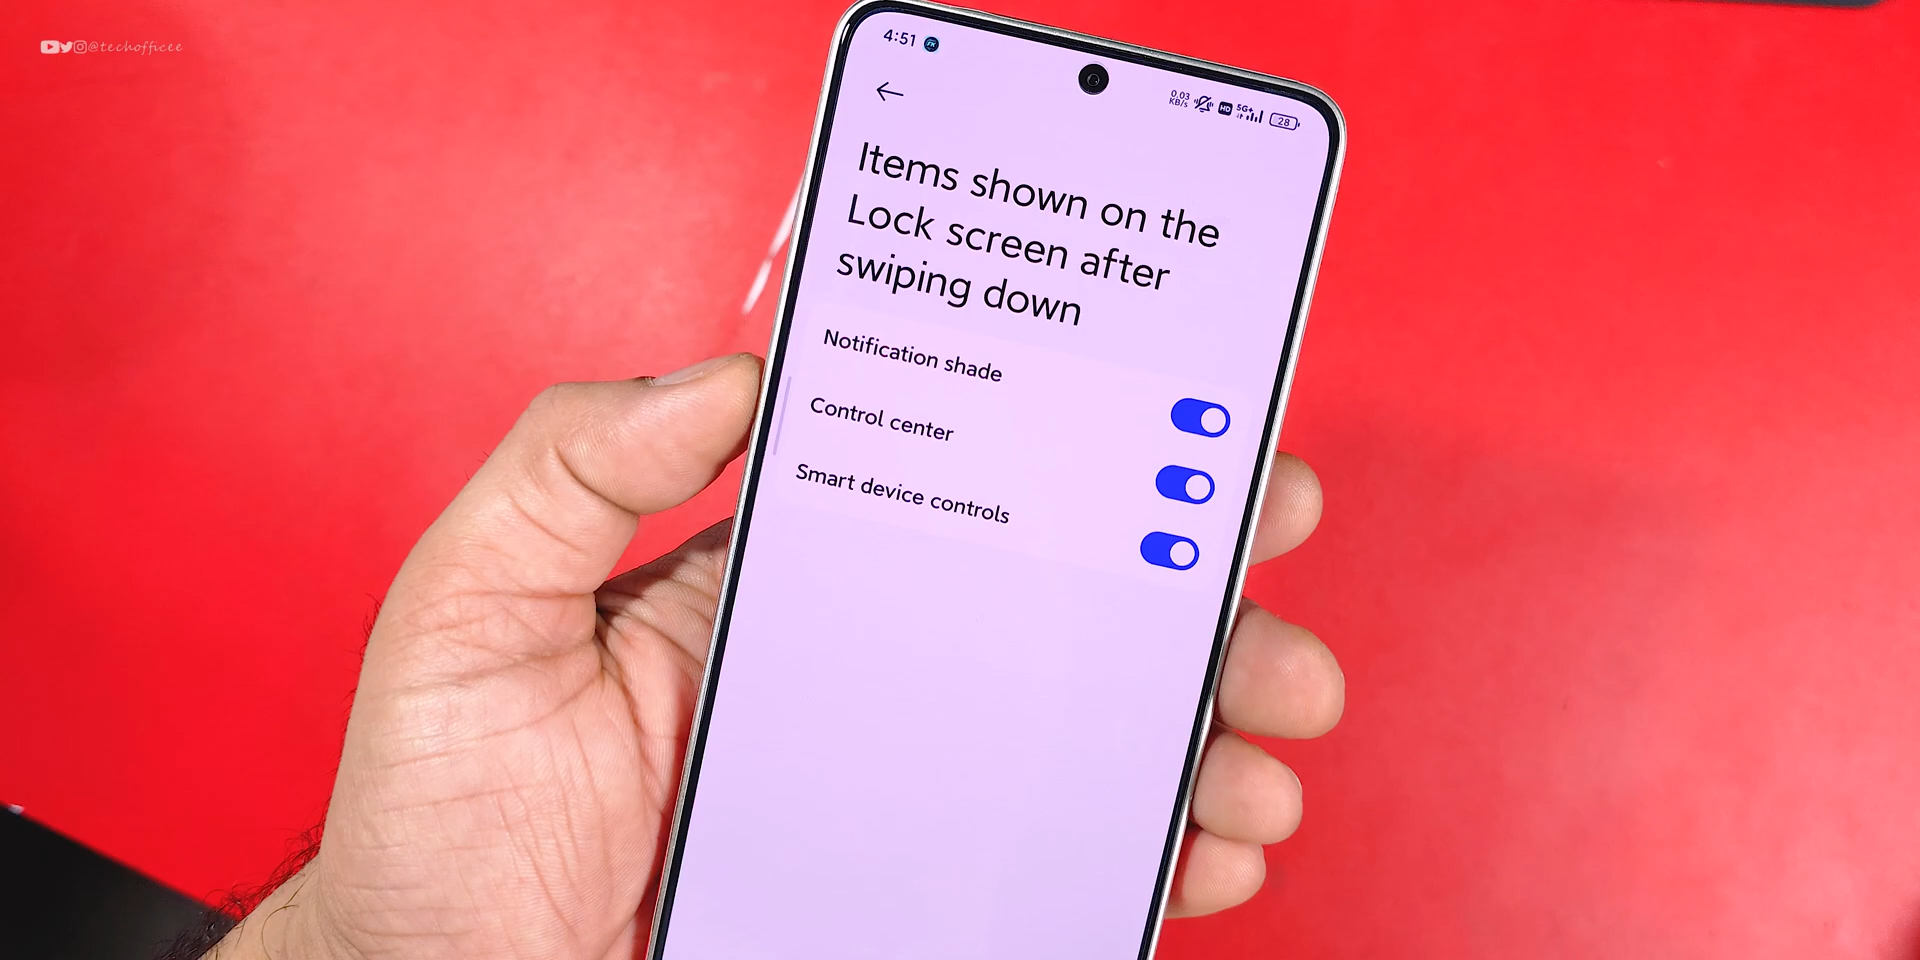 @techofficee
4:51
0.03
KB/s
HD
5G+
28
Items shown on the
Lock screen after
swiping down
Notification shade
Control center
Smart device controls